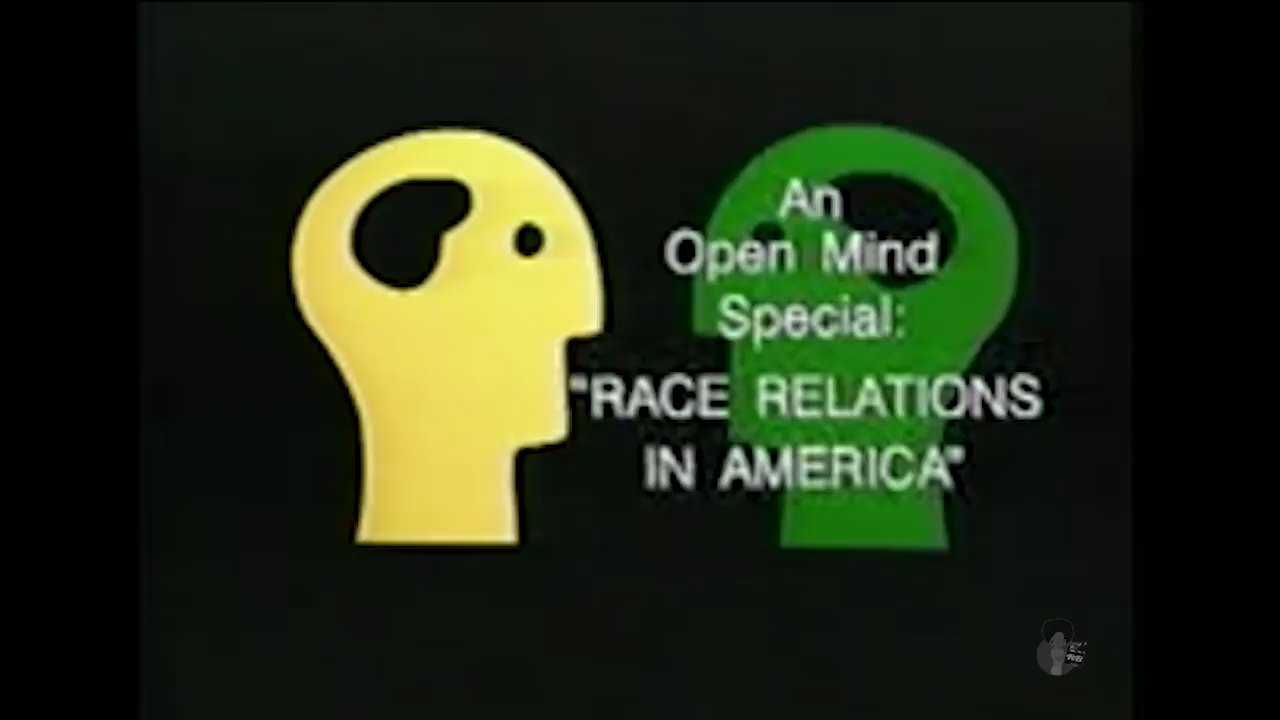 An
Open Mind
Special:
"RACE RELATIONS
IN AMERICA"